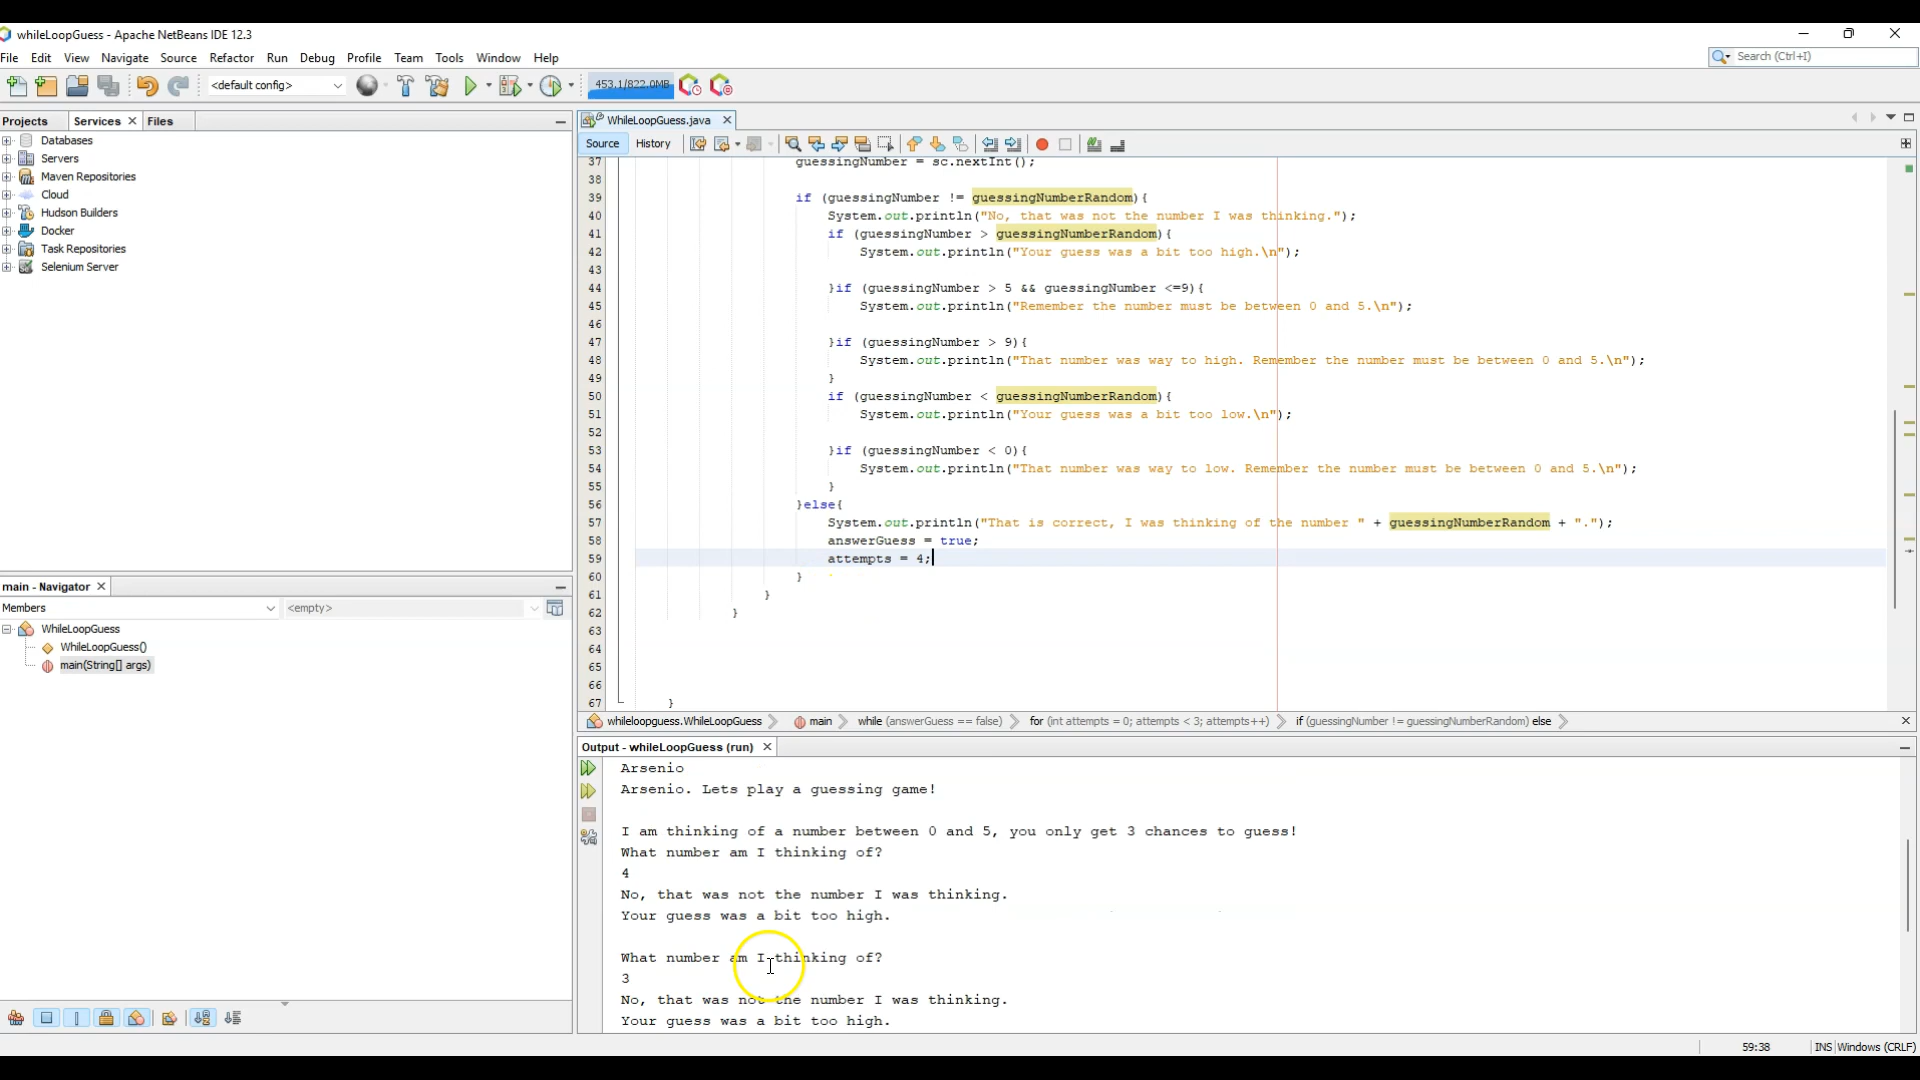 whileLoopGuess - Apache NetBeans IDE 12.3
File Edit View Navigate Source Refactor Run Debug Profile Team Tools Window Help
Search (Ctrl+I)
<default config>
453.1/822.0MB
Projects Services Files
Databases
Servers
Maven Repositories
Cloud
Hudson Builders
Docker
Task Repositories
Selenium Server
WhileLoopGuess.java
Source History
37 guessingNumber = sc.nextInt();
38
39 if (guessingNumber != guessingNumberRandom){
40 System.out.println("No, that was not the number I was thinking.");
41 if (guessingNumber > guessingNumberRandom){
42 System.out.println("Your guess was a bit too high.\n");
43
44 }if (guessingNumber > 5 && guessingNumber <=9){
45 System.out.println("Remember the number must be between 0 and 5.\n");
46
47 }if (guessingNumber > 9){
48 System.out.println("That number was way to high. Remember the number must be between 0 and 5.\n");
49 }
50 if (guessingNumber < guessingNumberRandom){
51 System.out.println("Your guess was a bit too low.\n");
52
53 }if (guessingNumber < 0){
54 System.out.println("That number was way to low. Remember the number must be between 0 and 5.\n");
55 }
56 }else{
57 System.out.println("That is correct, I was thinking of the number " + guessingNumberRandom + ".");
58 answerGuess = true;
59 attempts = 4;
60 }
61 }
62 }
63
64
65
66
67 }
whileloopguess.WhileLoopGuess main while (answerGuess == false) for (int attempts = 0; attempts < 3; attempts++) if (guessingNumber != guessingNumberRandom) else
main - Navigator
Members <empty>
WhileLoopGuess
WhileLoopGuess()
main(String[] args)
Output - whileLoopGuess (run)
Arsenio
Arsenio. Lets play a guessing game!
I am thinking of a number between 0 and 5, you only get 3 chances to guess!
What number am I thinking of?
4
No, that was not the number I was thinking.
Your guess was a bit too high.
What number am I thinking of?
3
No, that was not the number I was thinking.
Your guess was a bit too high.
59:38 INS Windows (CRLF)